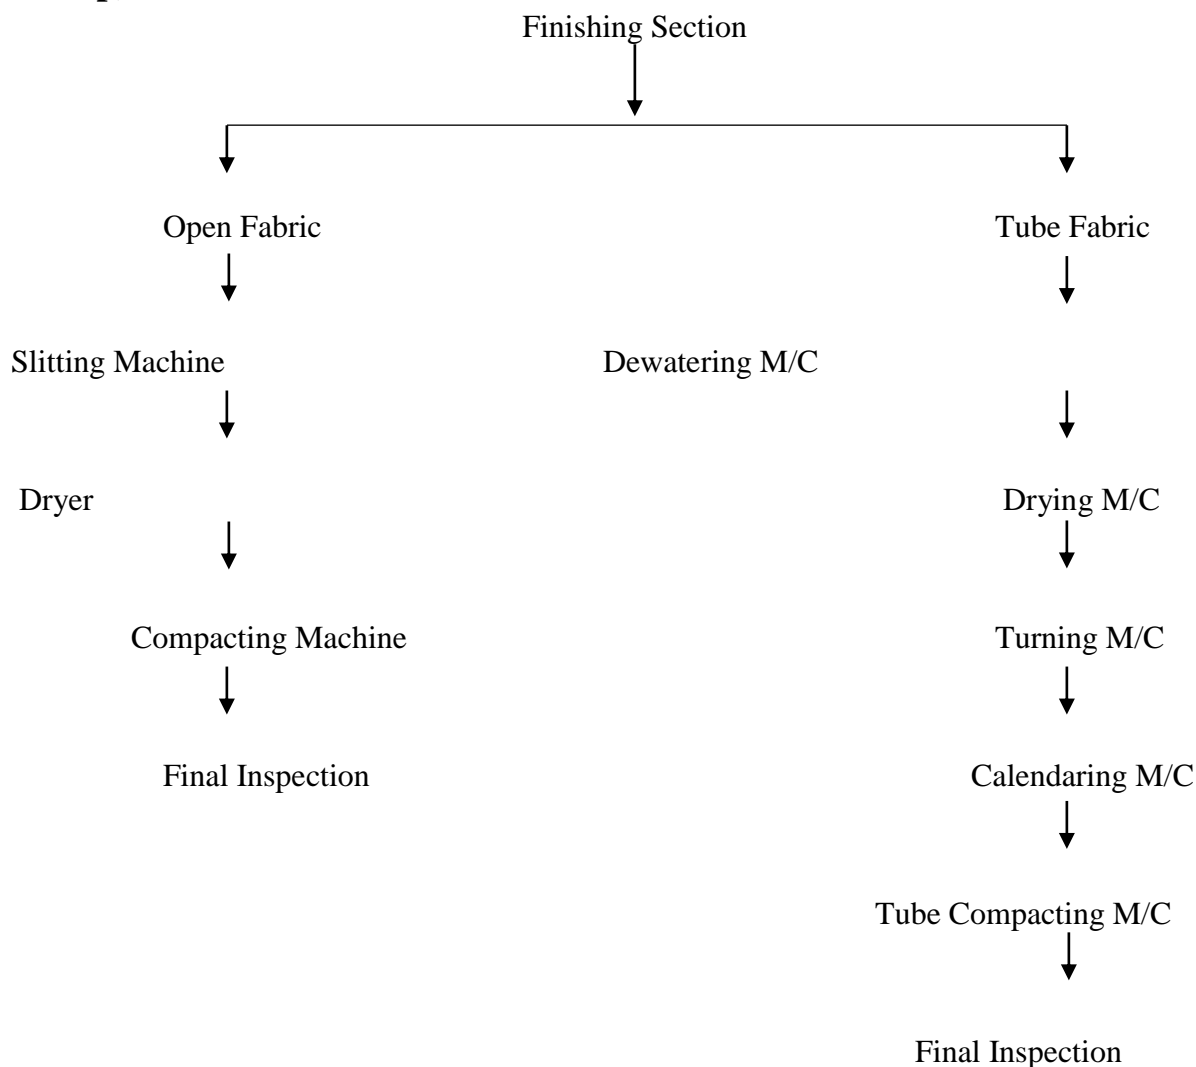 Finishing Section
Open Fabric Tube Fabric
Slitting Machine Dewatering M/C
Dryer Drying M/C
Compacting Machine Turning M/C
Final Inspection Calendaring M/C
Tube Compacting M/C
Final Inspection